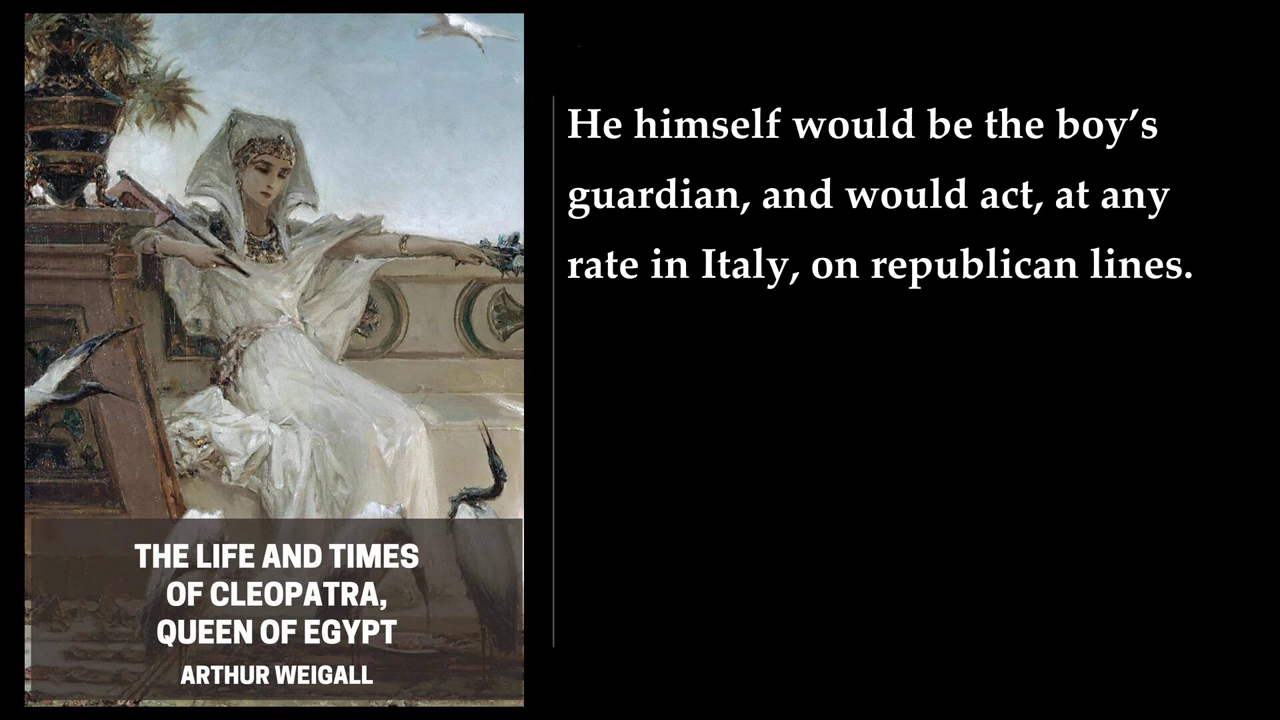 THE LIFE AND TIMES
OF CLEOPATRA,
QUEEN OF EGYPT
ARTHUR WEIGALL
He himself would be the boy’s
guardian, and would act, at any
rate in Italy, on republican lines.